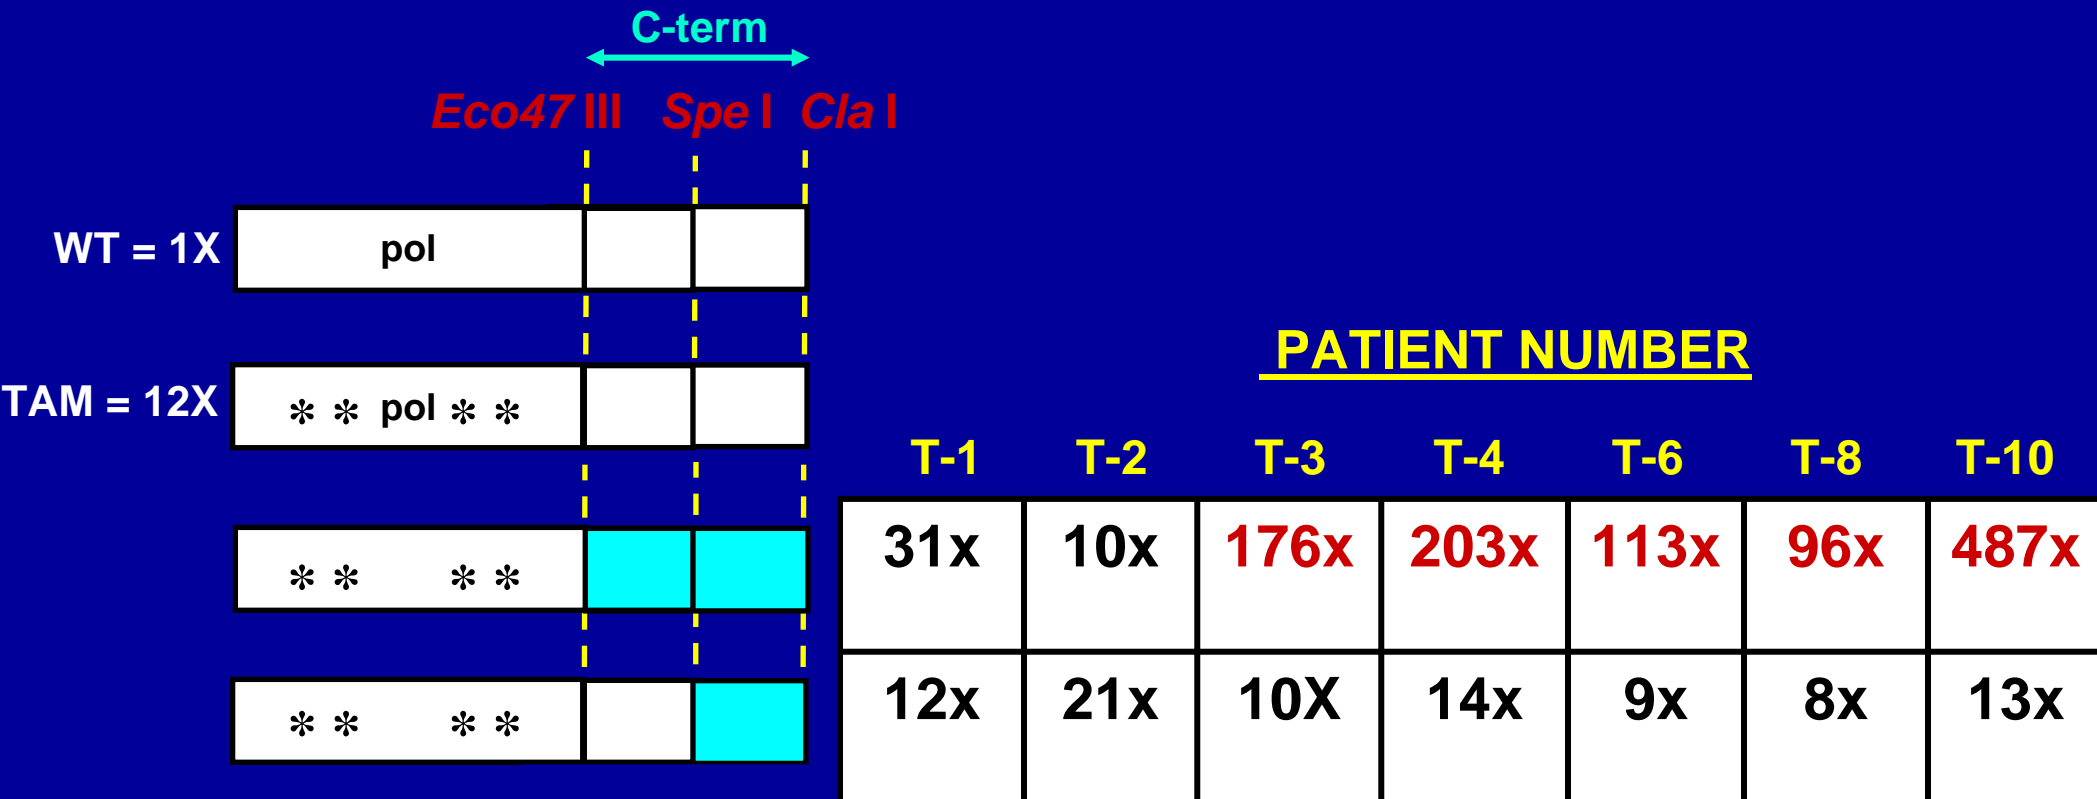 C-term
Eco47 III Spe I Cla I
WT = 1X pol
PATIENT NUMBER
TAM = 12X ** pol **
T-1 T-2 T-3 T-4 T-6 T-8 T-10
** ** 31x 10x 176x 203x 113x 96x 487x
** ** 12x 21x 10X 14x 9x 8x 13x